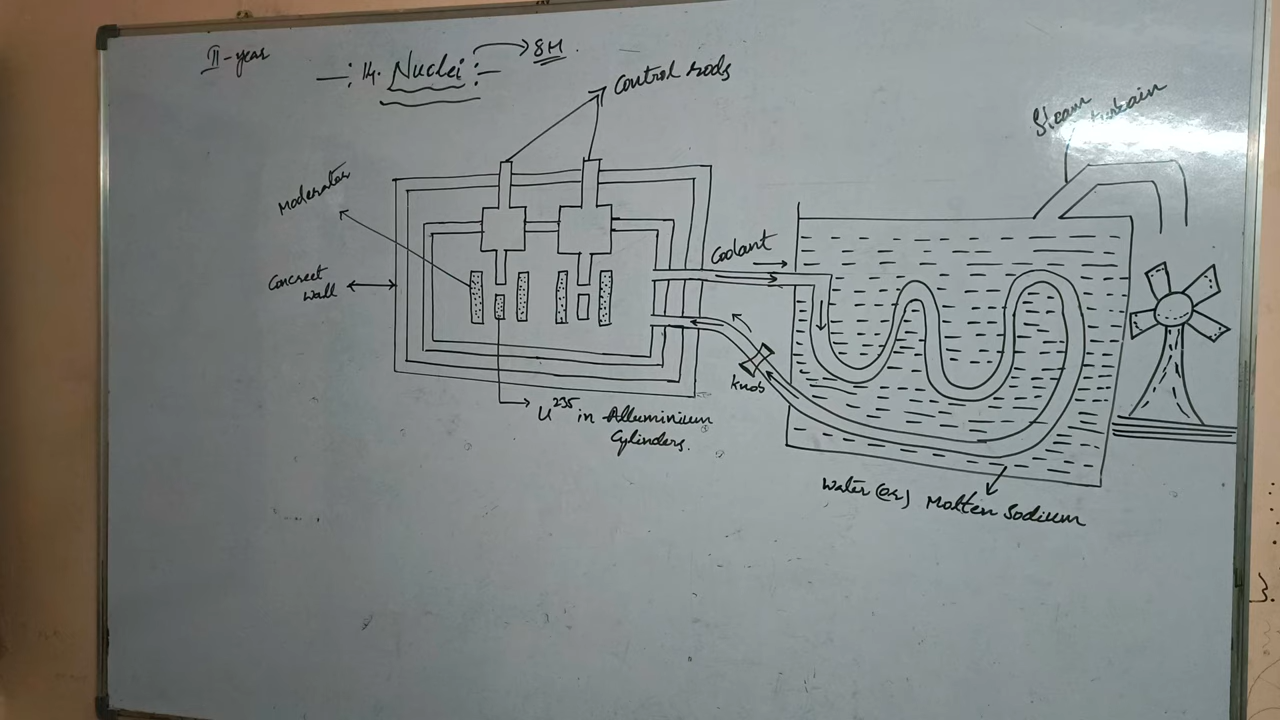 II-year
—: 14. Nuclei :— → 8M.
Control rods
Steam
Moderator
Coolant
Concreet
wall
Knob
U²³⁵ in Alluminium
Cylinders.
Water (or) Molten Sodium